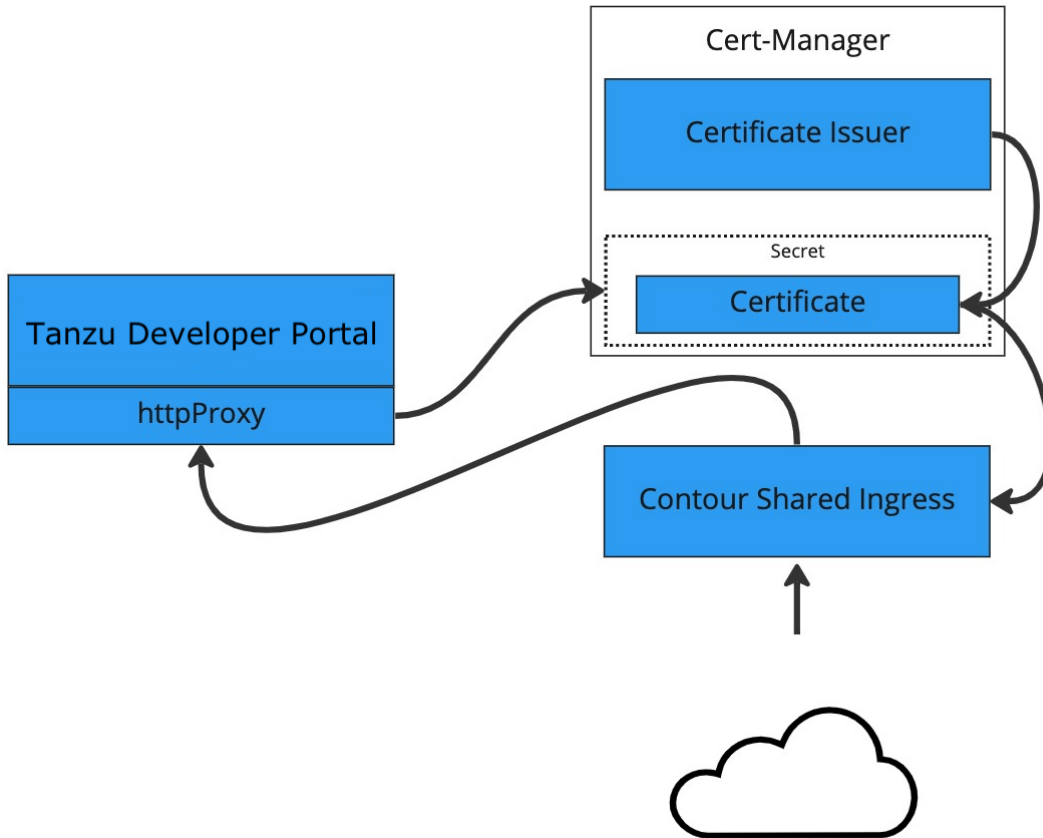 Cert-Manager
Certificate Issuer
Secret
Certificate
Tanzu Developer Portal
httpProxy
Contour Shared Ingress